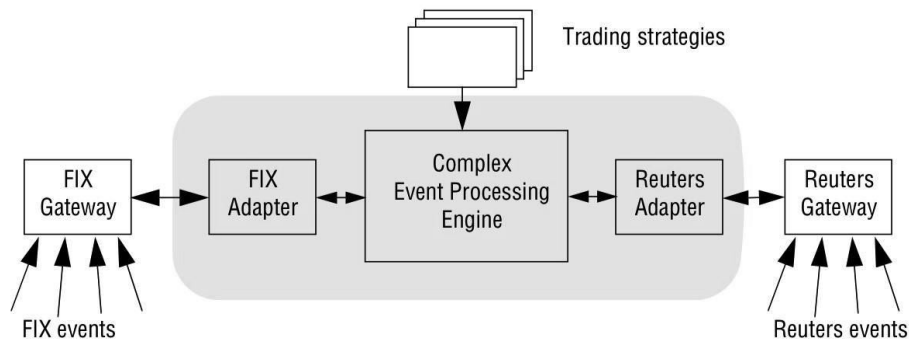 Trading strategies
FIX
Gateway
FIX
Adapter
Complex
Event Processing
Engine
Reuters
Adapter
Reuters
Gateway
FIX events
Reuters events